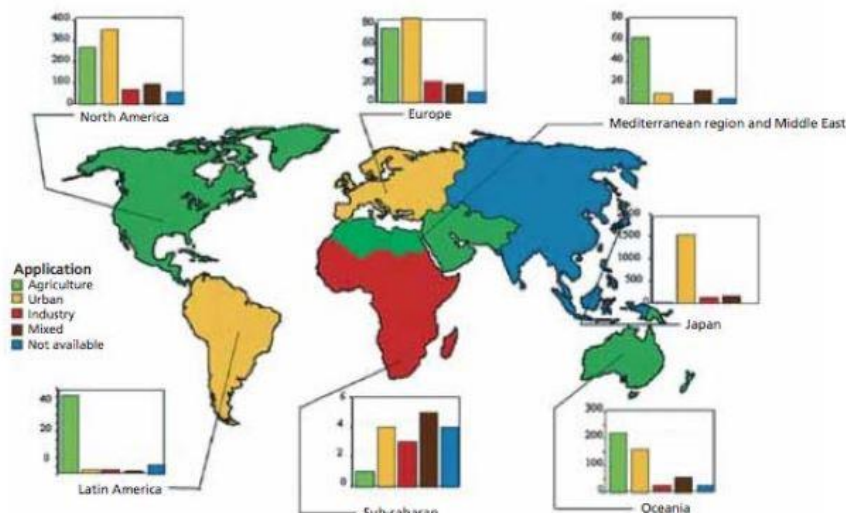 400
300
200
100
0
North America
80
60
40
20
0
Europe
80
60
40
20
0
Mediterranean region and Middle East
1500
1000
500
0
Japan
Application
Agriculture
Urban
Industry
Mixed
Not available
40
20
0
Latin America
6
4
2
0
300
200
100
0
Oceania